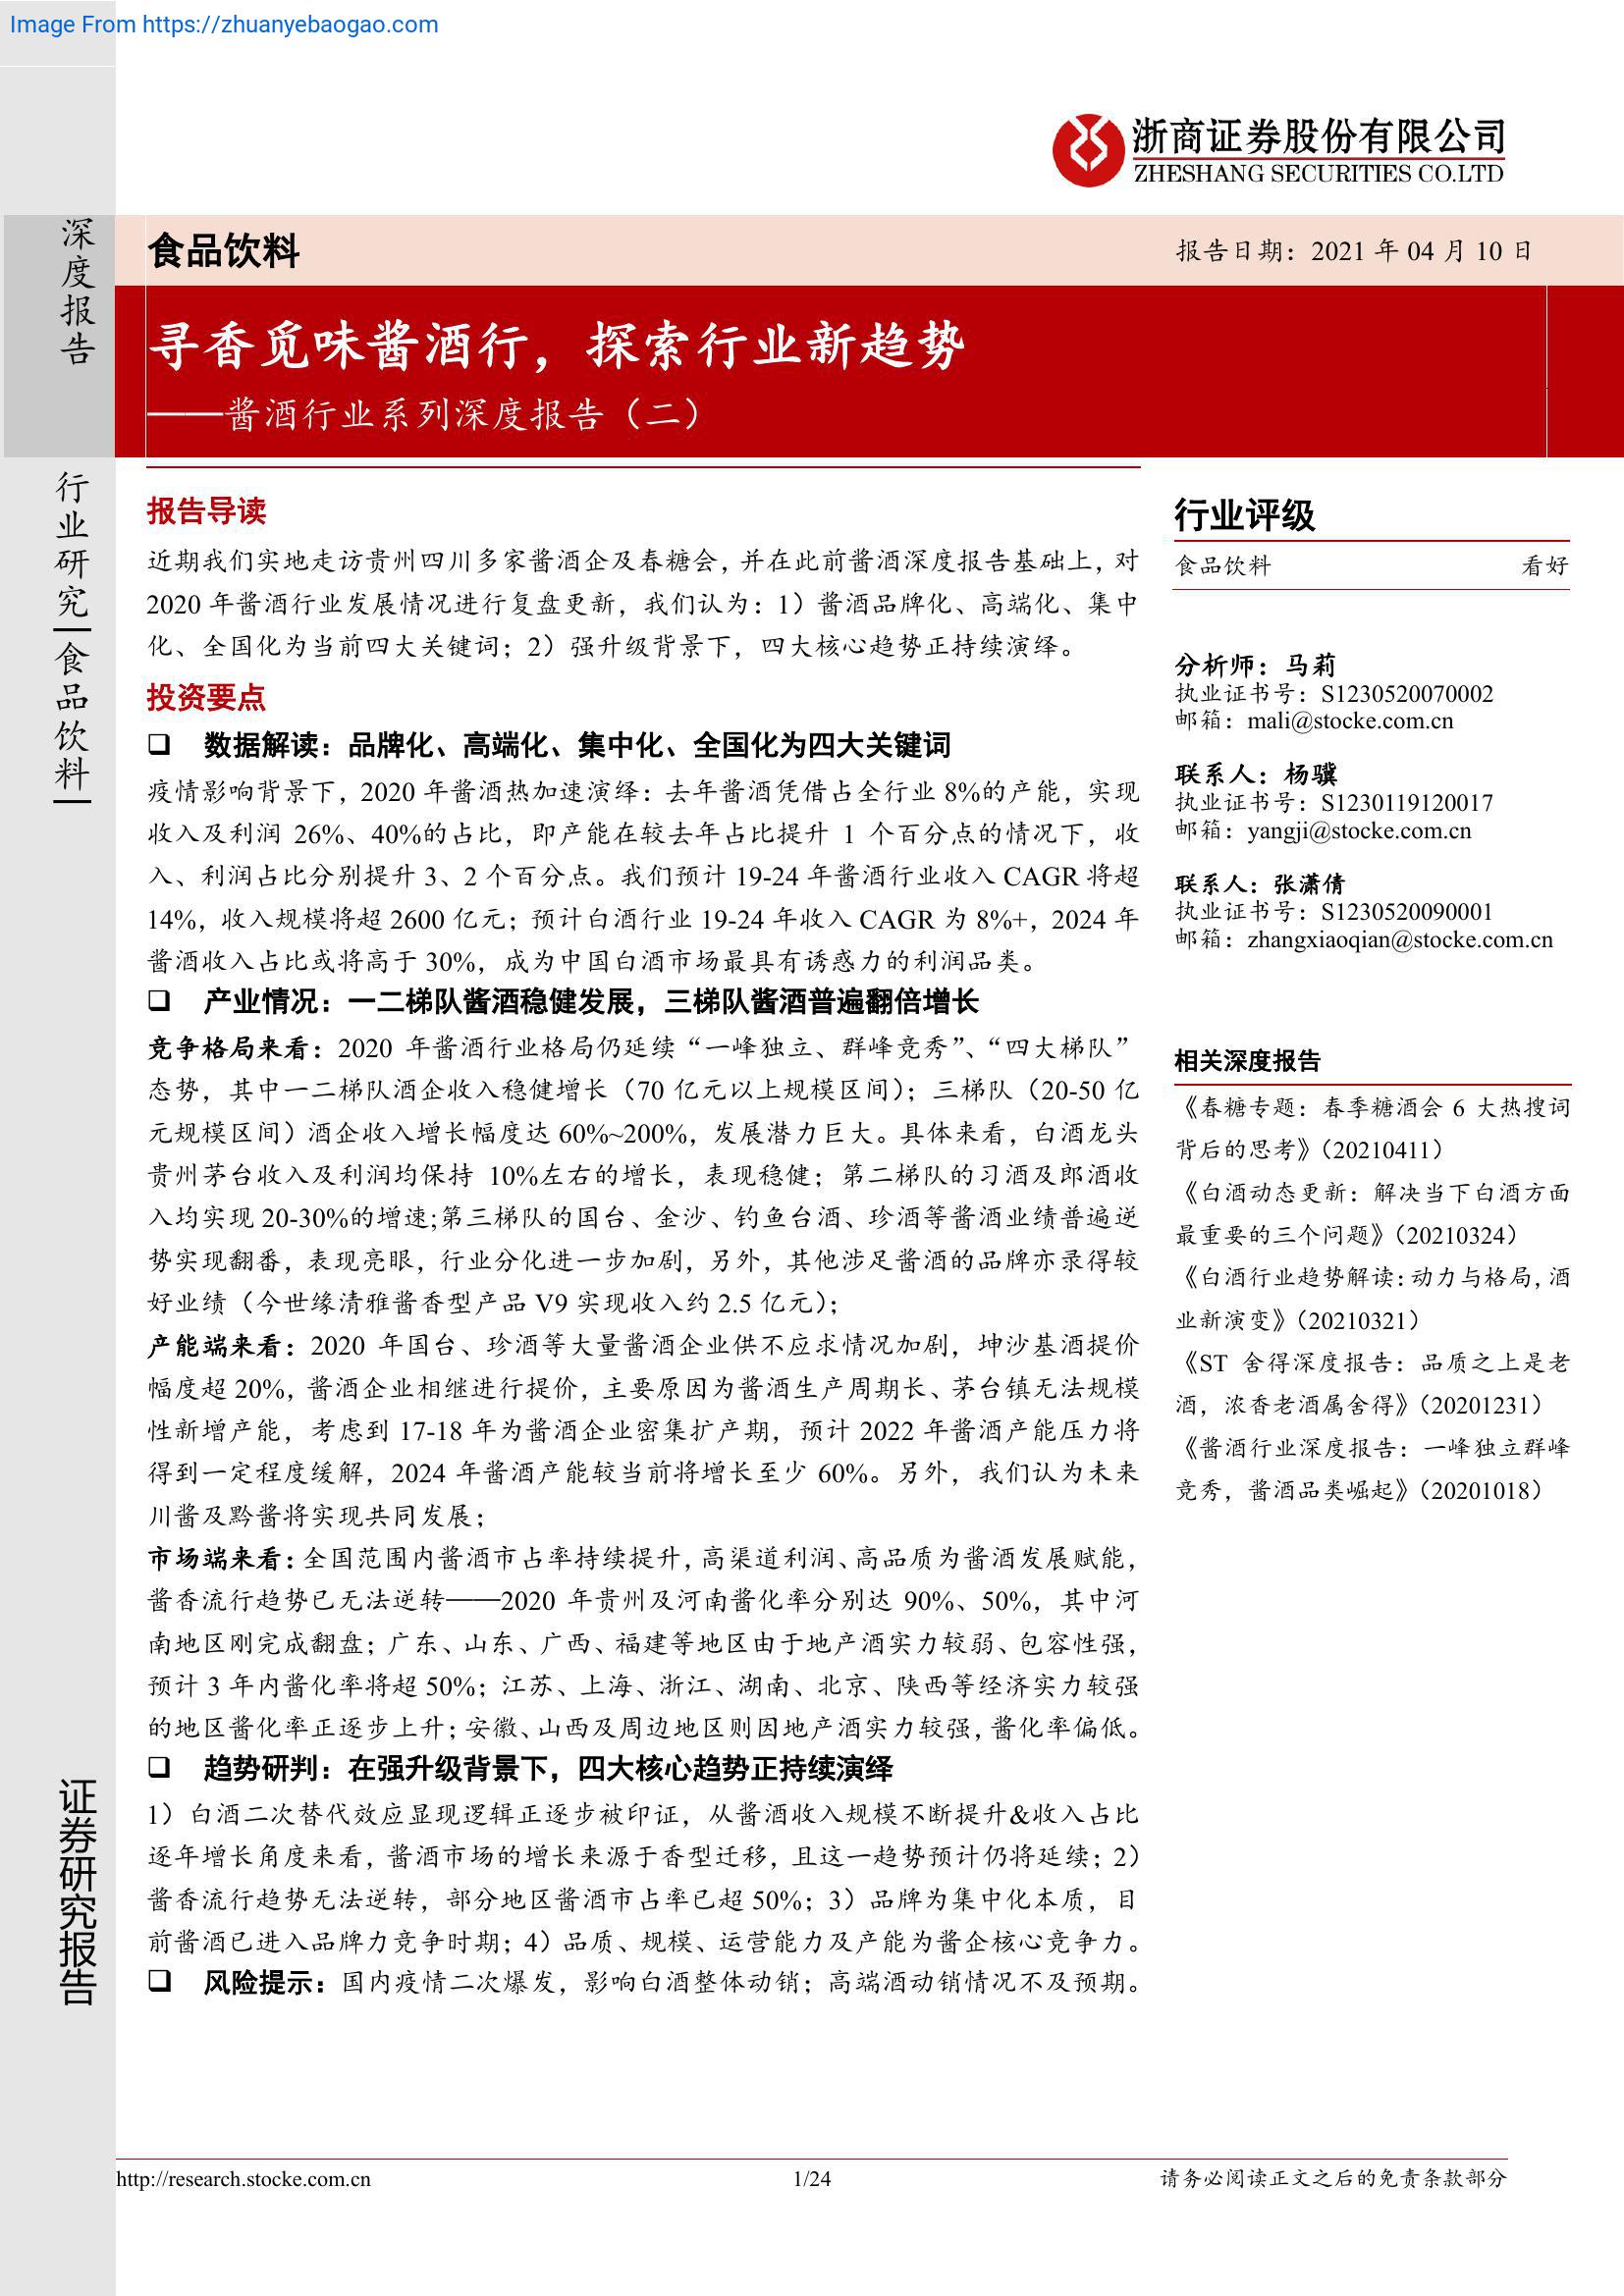 Image From https://zhuanyebaogao.com
浙商证券股份有限公司
ZHESHANG SECURITIES CO.LTD
深度报告
食品饮料
报告日期：2021 年 04 月 10 日
寻香觅味酱酒行，探索行业新趋势
——酱酒行业系列深度报告（二）
行业研究|食品饮料|
证券研究报告
报告导读
近期我们实地走访贵州四川多家酱酒企及春糖会，并在此前酱酒深度报告基础上，对
2020 年酱酒行业发展情况进行复盘更新，我们认为：1）酱酒品牌化、高端化、集中
化、全国化为当前四大关键词；2）强升级背景下，四大核心趋势正持续演绎。
投资要点
❑ 数据解读：品牌化、高端化、集中化、全国化为四大关键词
疫情影响背景下，2020 年酱酒热加速演绎：去年酱酒凭借占全行业 8%的产能，实现
收入及利润 26%、40%的占比，即产能在较去年占比提升 1 个百分点的情况下，收
入、利润占比分别提升 3、2 个百分点。我们预计 19-24 年酱酒行业收入 CAGR 将超
14%，收入规模将超 2600 亿元；预计白酒行业 19-24 年收入 CAGR 为 8%+，2024 年
酱酒收入占比或将高于 30%，成为中国白酒市场最具有诱惑力的利润品类。
❑ 产业情况：一二梯队酱酒稳健发展，三梯队酱酒普遍翻倍增长
竞争格局来看：2020 年酱酒行业格局仍延续“一峰独立、群峰竞秀”、“四大梯队”
态势，其中一二梯队酒企收入稳健增长（70 亿元以上规模区间）；三梯队（20-50 亿
元规模区间）酒企收入增长幅度达 60%~200%，发展潜力巨大。具体来看，白酒龙头
贵州茅台收入及利润均保持 10%左右的增长，表现稳健；第二梯队的习酒及郎酒收
入均实现 20-30%的增速;第三梯队的国台、金沙、钓鱼台酒、珍酒等酱酒业绩普遍逆
势实现翻番，表现亮眼，行业分化进一步加剧，另外，其他涉足酱酒的品牌亦录得较
好业绩（今世缘清雅酱香型产品 V9 实现收入约 2.5 亿元）；
产能端来看：2020 年国台、珍酒等大量酱酒企业供不应求情况加剧，坤沙基酒提价
幅度超 20%，酱酒企业相继进行提价，主要原因为酱酒生产周期长、茅台镇无法规模
性新增产能，考虑到 17-18 年为酱酒企业密集扩产期，预计 2022 年酱酒产能压力将
得到一定程度缓解，2024 年酱酒产能较当前将增长至少 60%。另外，我们认为未来
川酱及黔酱将实现共同发展；
市场端来看：全国范围内酱酒市占率持续提升，高渠道利润、高品质为酱酒发展赋能，
酱香流行趋势已无法逆转——2020 年贵州及河南酱化率分别达 90%、50%，其中河
南地区刚完成翻盘；广东、山东、广西、福建等地区由于地产酒实力较弱、包容性强，
预计 3 年内酱化率将超 50%；江苏、上海、浙江、湖南、北京、陕西等经济实力较强
的地区酱化率正逐步上升；安徽、山西及周边地区则因地产酒实力较强，酱化率偏低。
❑ 趋势研判：在强升级背景下，四大核心趋势正持续演绎
1）白酒二次替代效应显现逻辑正逐步被印证，从酱酒收入规模不断提升&收入占比
逐年增长角度来看，酱酒市场的增长来源于香型迁移，且这一趋势预计仍将延续；2）
酱香流行趋势无法逆转，部分地区酱酒市占率已超 50%；3）品牌为集中化本质，目
前酱酒已进入品牌力竞争时期；4）品质、规模、运营能力及产能为酱企核心竞争力。
❑ 风险提示：国内疫情二次爆发，影响白酒整体动销；高端酒动销情况不及预期。
行业评级
食品饮料 看好
分析师：马莉
执业证书号：S1230520070002
邮箱：mali@stocke.com.cn
联系人：杨骥
执业证书号：S1230119120017
邮箱：yangji@stocke.com.cn
联系人：张潇倩
执业证书号：S1230520090001
邮箱：zhangxiaoqian@stocke.com.cn
相关深度报告
《春糖专题：春季糖酒会 6 大热搜词
背后的思考》（20210411）
《白酒动态更新：解决当下白酒方面
最重要的三个问题》（20210324）
《白酒行业趋势解读：动力与格局，酒
业新演变》（20210321）
《ST 舍得深度报告：品质之上是老
酒，浓香老酒属舍得》（20201231）
《酱酒行业深度报告：一峰独立群峰
竞秀，酱酒品类崛起》（20201018）
http://research.stocke.com.cn
1/24
请务必阅读正文之后的免责条款部分